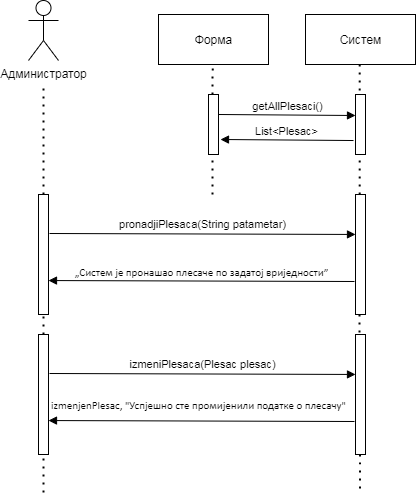 Форма
Систем
Администратор
getAllPlesaci()
List<Plesac>
pronadjiPlesaca(String patametar)
„Систем је пронашао плесаче по задатој вриједности”
izmeniPlesaca(Plesac plesac)
izmenjenPlesac, "Успјешно сте промијенили податке о плесачу"